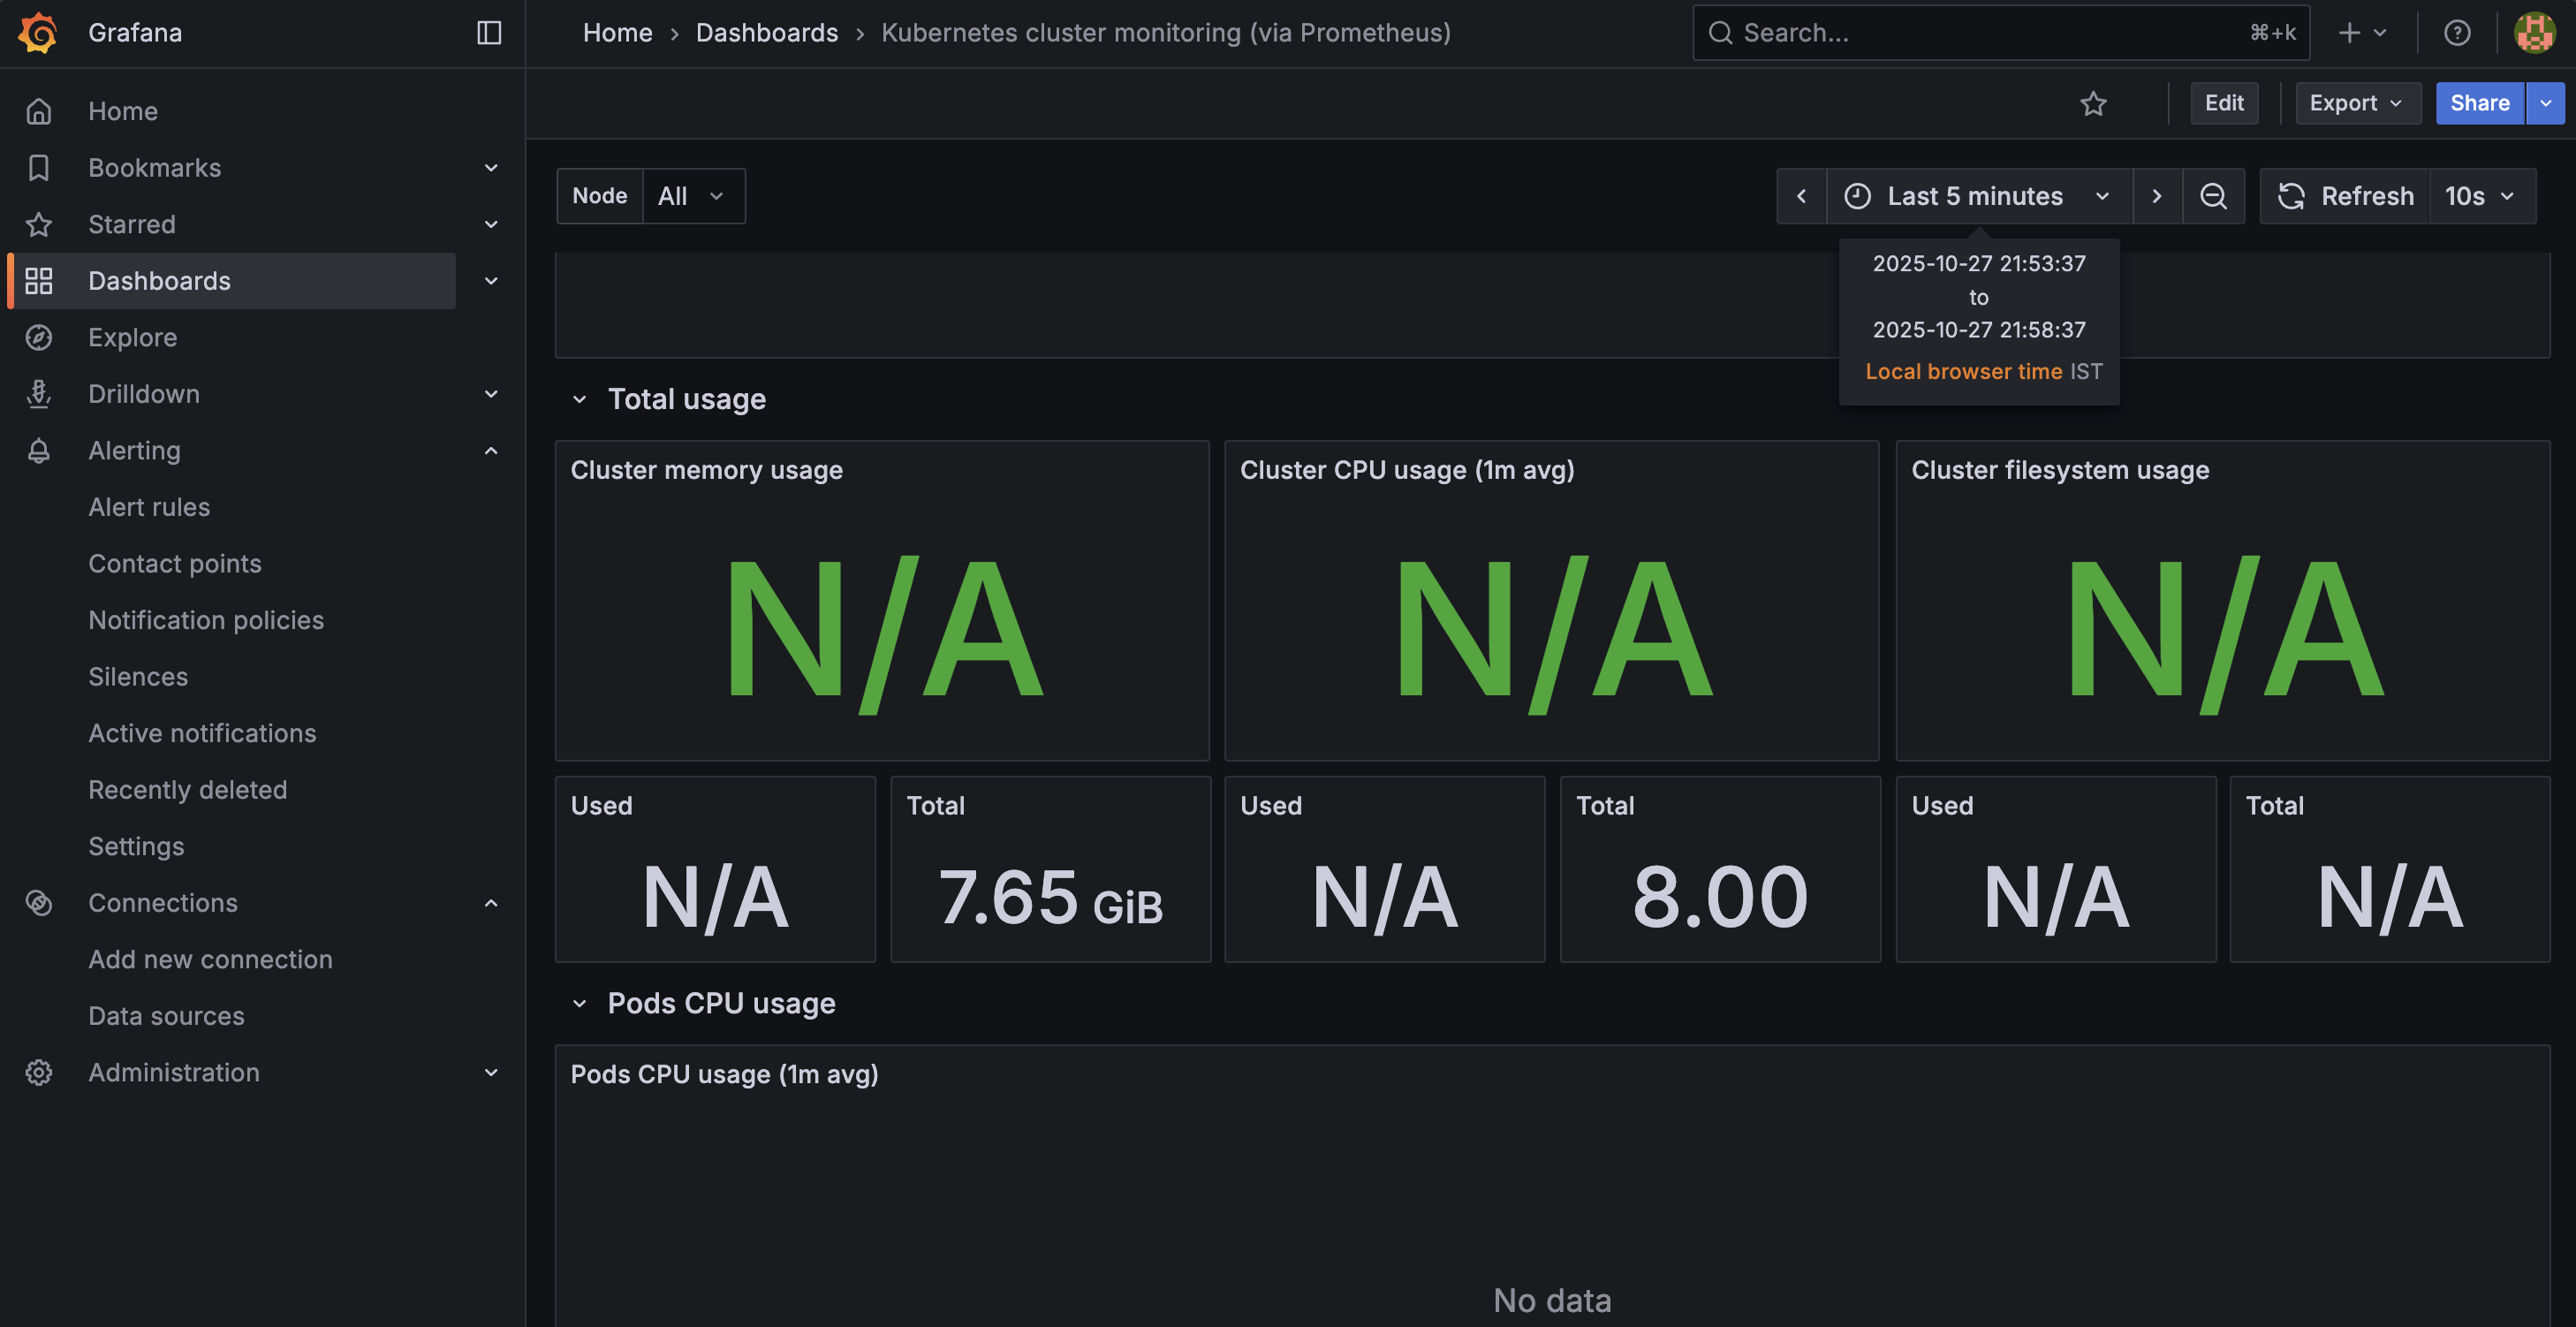 Grafana
Home › Dashboards › Kubernetes cluster monitoring (via Prometheus)
Search...
⌘+k
Edit
Export
Share
Home
Bookmarks
Starred
Dashboards
Explore
Drilldown
Alerting
Alert rules
Contact points
Notification policies
Silences
Active notifications
Recently deleted
Settings
Connections
Add new connection
Data sources
Administration
Node All
Last 5 minutes
Refresh
10s
2025-10-27 21:53:37
to
2025-10-27 21:58:37
Local browser time IST
Total usage
Cluster memory usage
N/A
Cluster CPU usage (1m avg)
N/A
Cluster filesystem usage
N/A
Used
N/A
Total
7.65 GiB
Used
N/A
Total
8.00
Used
N/A
Total
N/A
Pods CPU usage
Pods CPU usage (1m avg)
No data